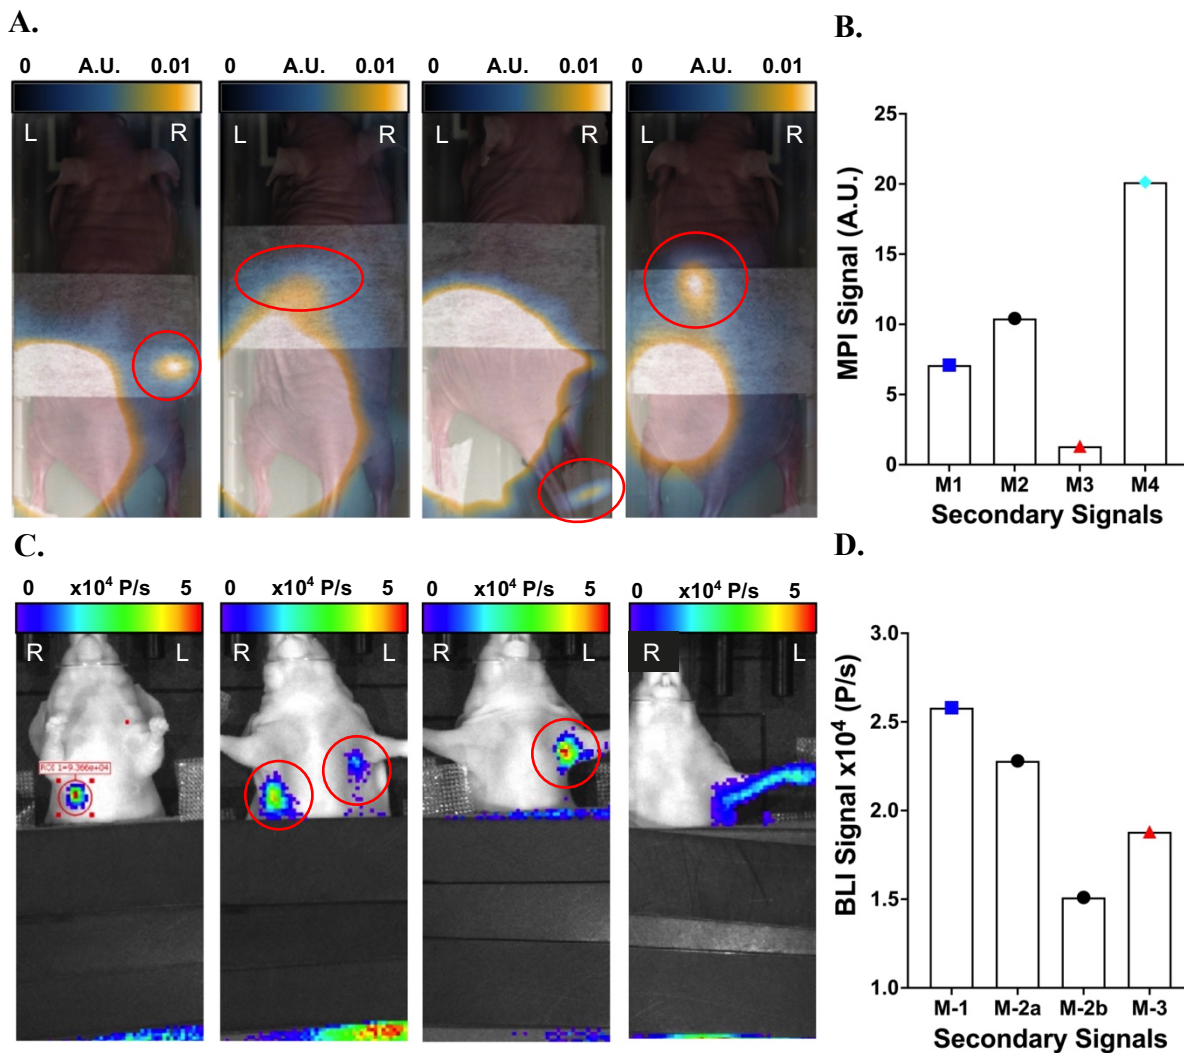 A.
0 A.U. 0.01
0 A.U. 0.01
0 A.U. 0.01
0 A.U. 0.01
L R
L R
L R
L R
B.
25
20
15
10
5
0
MPI Signal (A.U.)
M1 M2 M3 M4
Secondary Signals
C.
0 x10⁴ P/s 5
0 x10⁴ P/s 5
0 x10⁴ P/s 5
0 x10⁴ P/s 5
R L
R L
R L
R L
ROI 1=9.366e+04
D.
3.0
2.5
2.0
1.5
1.0
BLI Signal x10⁴ (P/s)
M-1 M-2a M-2b M-3
Secondary Signals